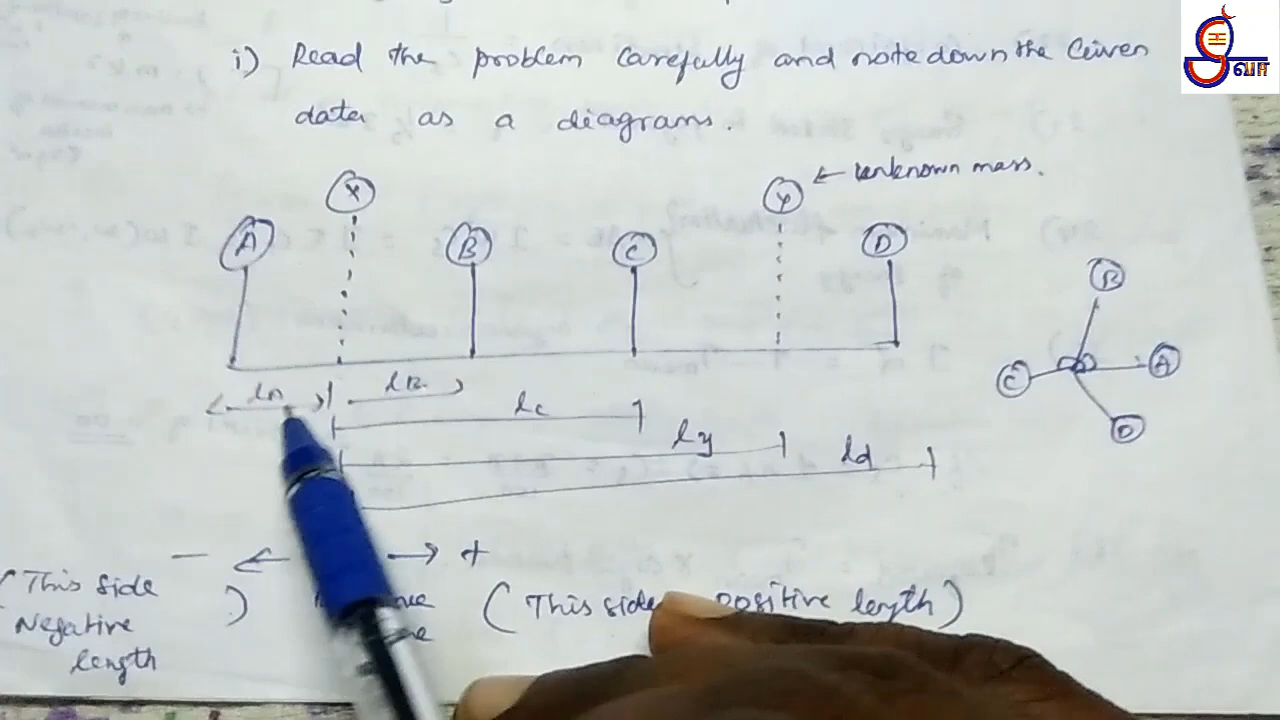 i) Read the problem carefully and note down the Given
data as a diagrams.
X
Y ← unknown mass.
A
B
C
D
B
C
A
D
lA
lB
lc
ly
ld
− ← → +
(This side
Negative
length
)
(This side positive length)